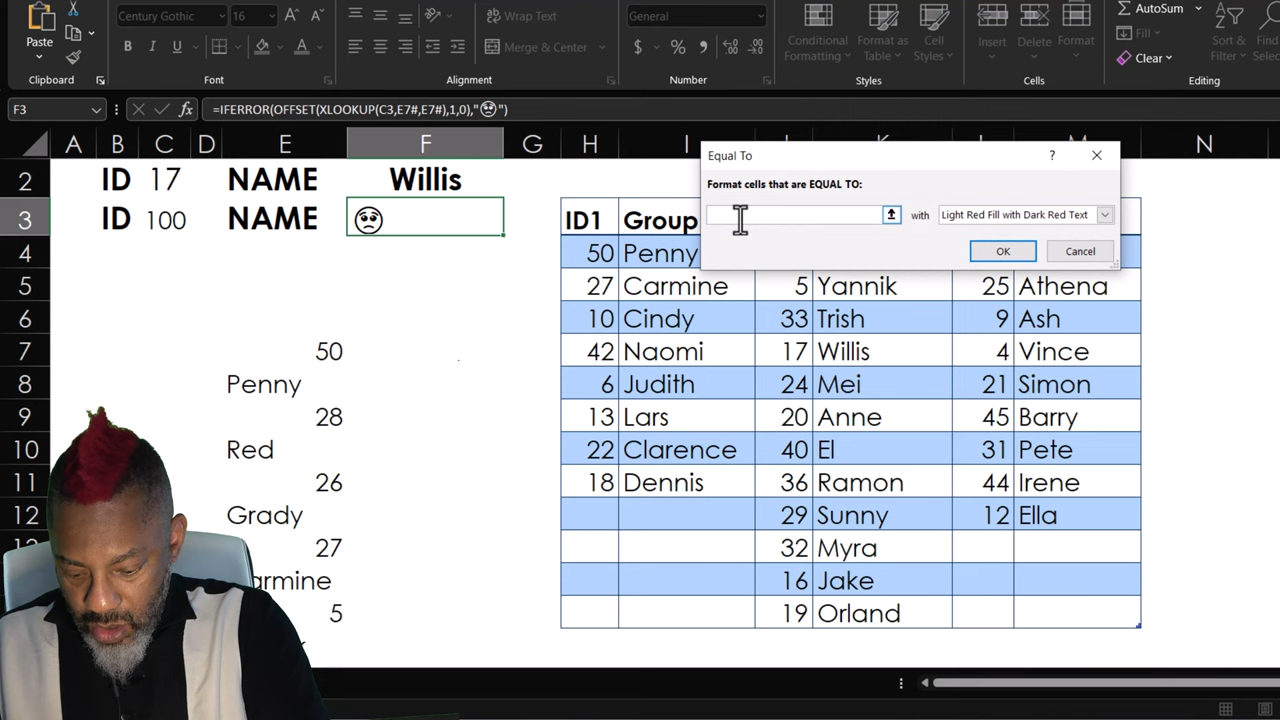 Century Gothic 16 A A Wrap Text General AutoSum
Paste B I U A Merge & Center $ % Conditional Formatting Format as Table Cell Styles Insert Delete Format Fill Clear Sort & Filter
Clipboard Font Alignment Number Styles Cells Editing
F3 fx =IFERROR(OFFSET(XLOOKUP(C3,E7#,E7#),1,0),"🥺")
A B C D E F G H I K M N
2 ID 17 NAME Willis
3 ID 100 NAME 🥺 ID1 Group
Equal To ?
Format cells that are EQUAL TO:
with Light Red Fill with Dark Red Text
OK Cancel
4 50 Penny
5 27 Carmine 5 Yannik 25 Athena
6 10 Cindy 33 Trish 9 Ash
7 50 42 Naomi 17 Willis 4 Vince
8 Penny 6 Judith 24 Mei 21 Simon
9 28 13 Lars 20 Anne 45 Barry
10 Red 22 Clarence 40 El 31 Pete
11 26 18 Dennis 36 Ramon 44 Irene
12 Grady 29 Sunny 12 Ella
27 32 Myra
armine 16 Jake
5 19 Orland